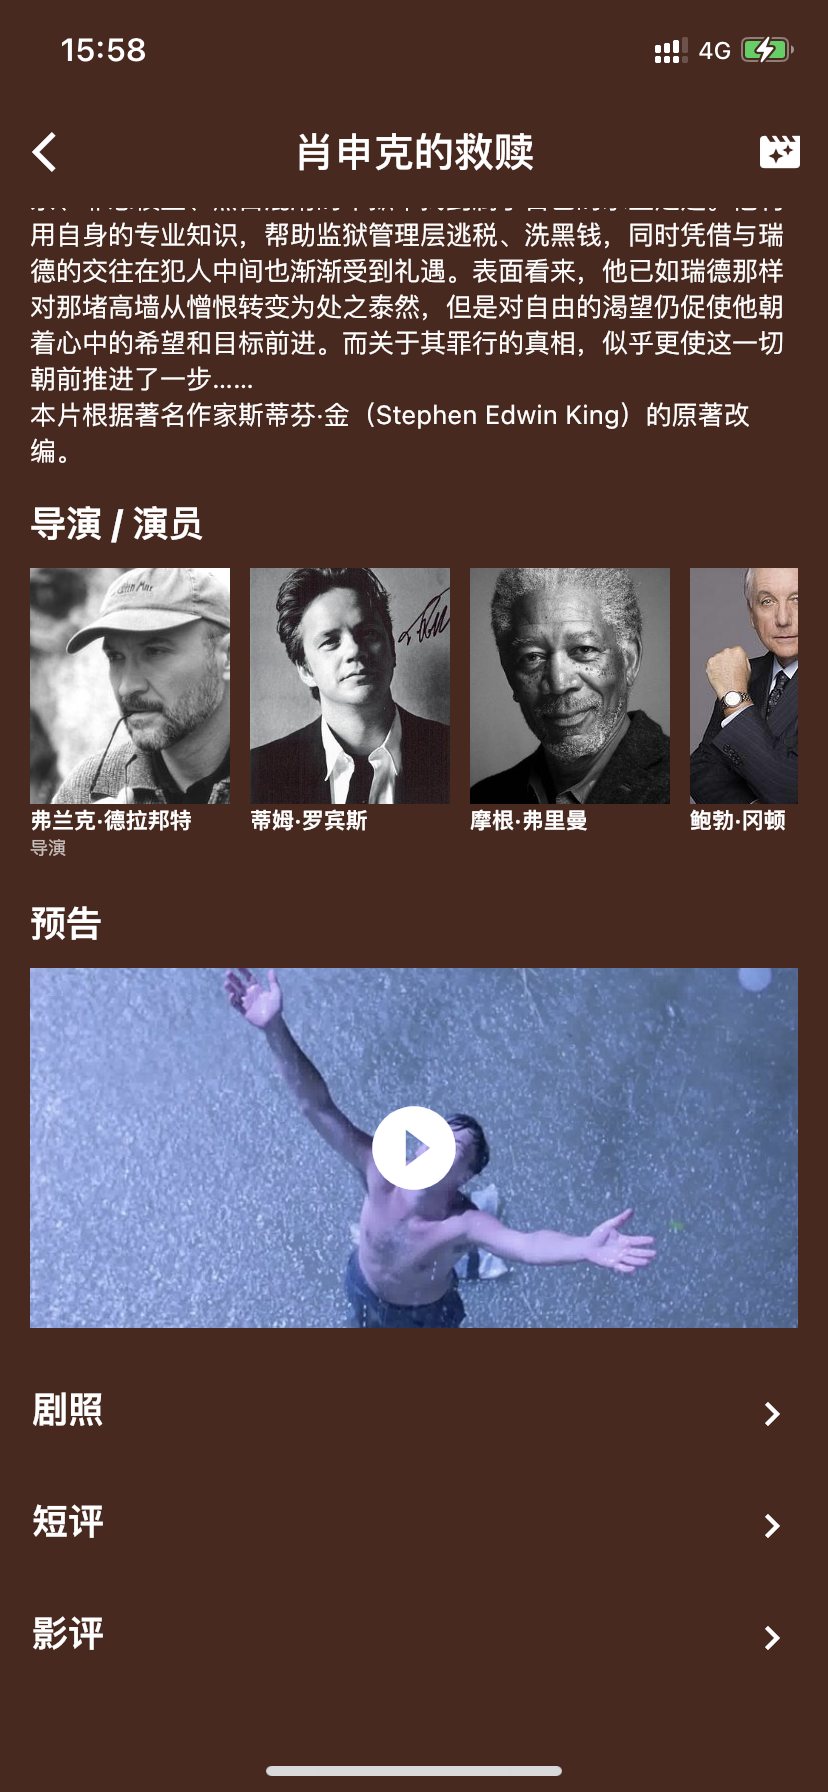 15:58
4G
肖申克的救赎
用自身的专业知识，帮助监狱管理层逃税、洗黑钱，同时凭借与瑞
德的交往在犯人中间也渐渐受到礼遇。表面看来，他已如瑞德那样
对那堵高墙从憎恨转变为处之泰然，但是对自由的渴望仍促使他朝
着心中的希望和目标前进。而关于其罪行的真相，似乎更使这一切
朝前推进了一步……
本片根据著名作家斯蒂芬·金（Stephen Edwin King）的原著改
编。
导演 / 演员
弗兰克·德拉邦特
导演
蒂姆·罗宾斯
摩根·弗里曼
鲍勃·冈顿
预告
剧照
短评
影评